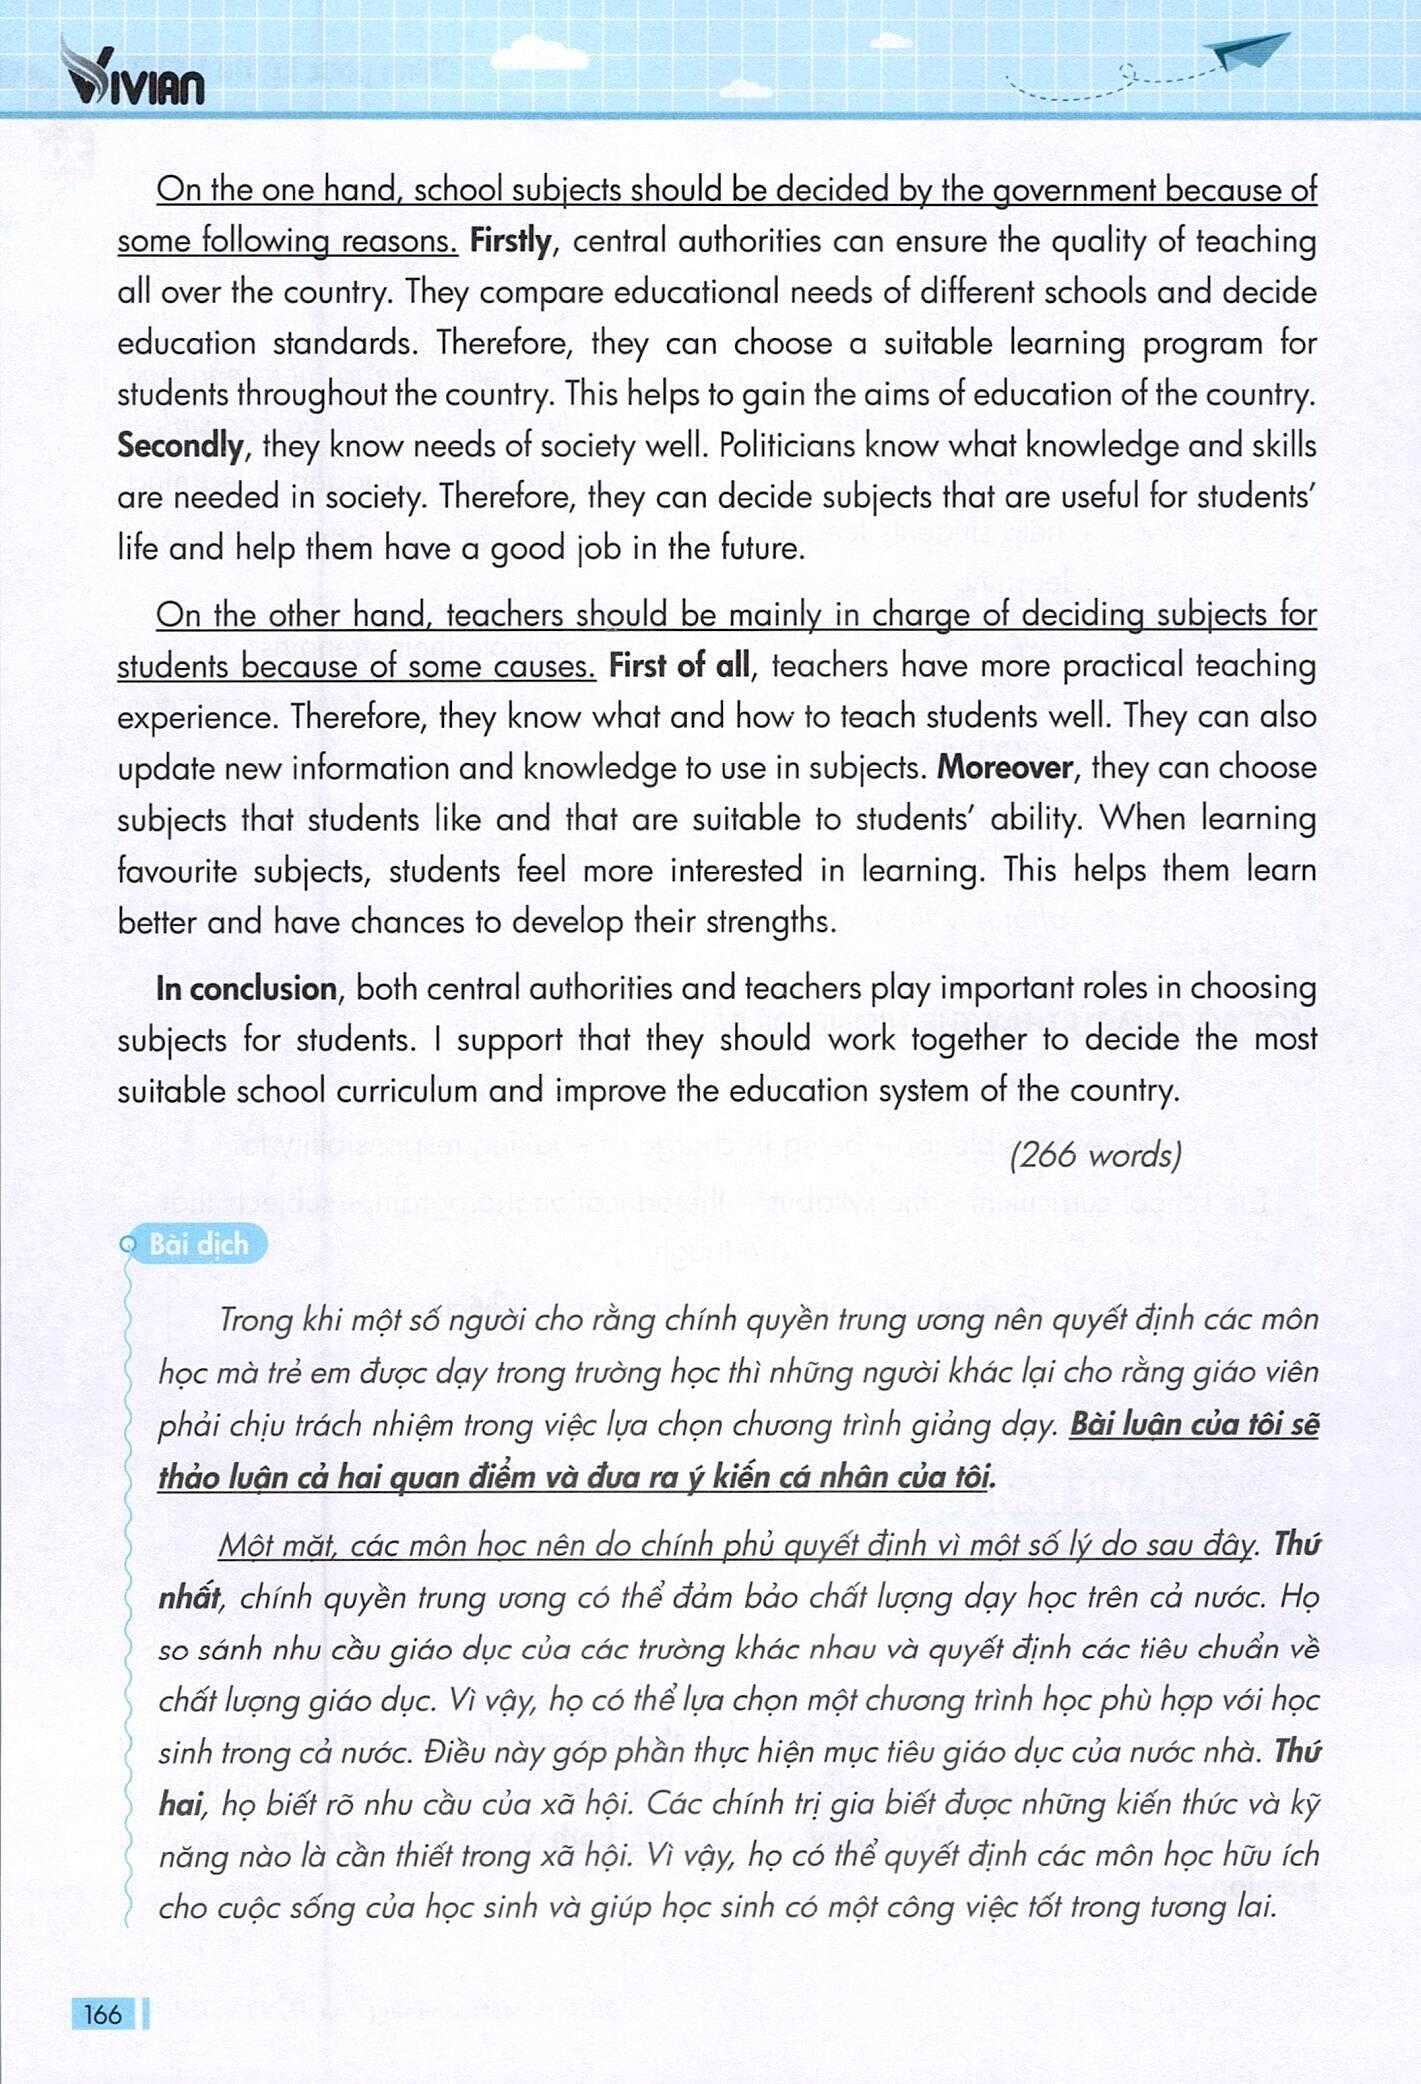 VIVIAN
On the one hand, school subjects should be decided by the government because of
some following reasons. Firstly, central authorities can ensure the quality of teaching
all over the country. They compare educational needs of different schools and decide
education standards. Therefore, they can choose a suitable learning program for
students throughout the country. This helps to gain the aims of education of the country.
Secondly, they know needs of society well. Politicians know what knowledge and skills
are needed in society. Therefore, they can decide subjects that are useful for students’
life and help them have a good job in the future.
On the other hand, teachers should be mainly in charge of deciding subjects for
students because of some causes. First of all, teachers have more practical teaching
experience. Therefore, they know what and how to teach students well. They can also
update new information and knowledge to use in subjects. Moreover, they can choose
subjects that students like and that are suitable to students’ ability. When learning
favourite subjects, students feel more interested in learning. This helps them learn
better and have chances to develop their strengths.
In conclusion, both central authorities and teachers play important roles in choosing
subjects for students. I support that they should work together to decide the most
suitable school curriculum and improve the education system of the country.
(266 words)
Bài dịch
Trong khi một số người cho rằng chính quyền trung ương nên quyết định các môn
học mà trẻ em được dạy trong trường học thì những người khác lại cho rằng giáo viên
phải chịu trách nhiệm trong việc lựa chọn chương trình giảng dạy. Bài luận của tôi sẽ
thảo luận cả hai quan điểm và đưa ra ý kiến cá nhân của tôi.
Một mặt, các môn học nên do chính phủ quyết định vì một số lý do sau đây. Thứ
nhất, chính quyền trung ương có thể đảm bảo chất lượng dạy học trên cả nước. Họ
so sánh nhu cầu giáo dục của các trường khác nhau và quyết định các tiêu chuẩn về
chất lượng giáo dục. Vì vậy, họ có thể lựa chọn một chương trình học phù hợp với học
sinh trong cả nước. Điều này góp phần thực hiện mục tiêu giáo dục của nước nhà. Thứ
hai, họ biết rõ nhu cầu của xã hội. Các chính trị gia biết được những kiến thức và kỹ
năng nào là cần thiết trong xã hội. Vì vậy, họ có thể quyết định các môn học hữu ích
cho cuộc sống của học sinh và giúp học sinh có một công việc tốt trong tương lai.
166